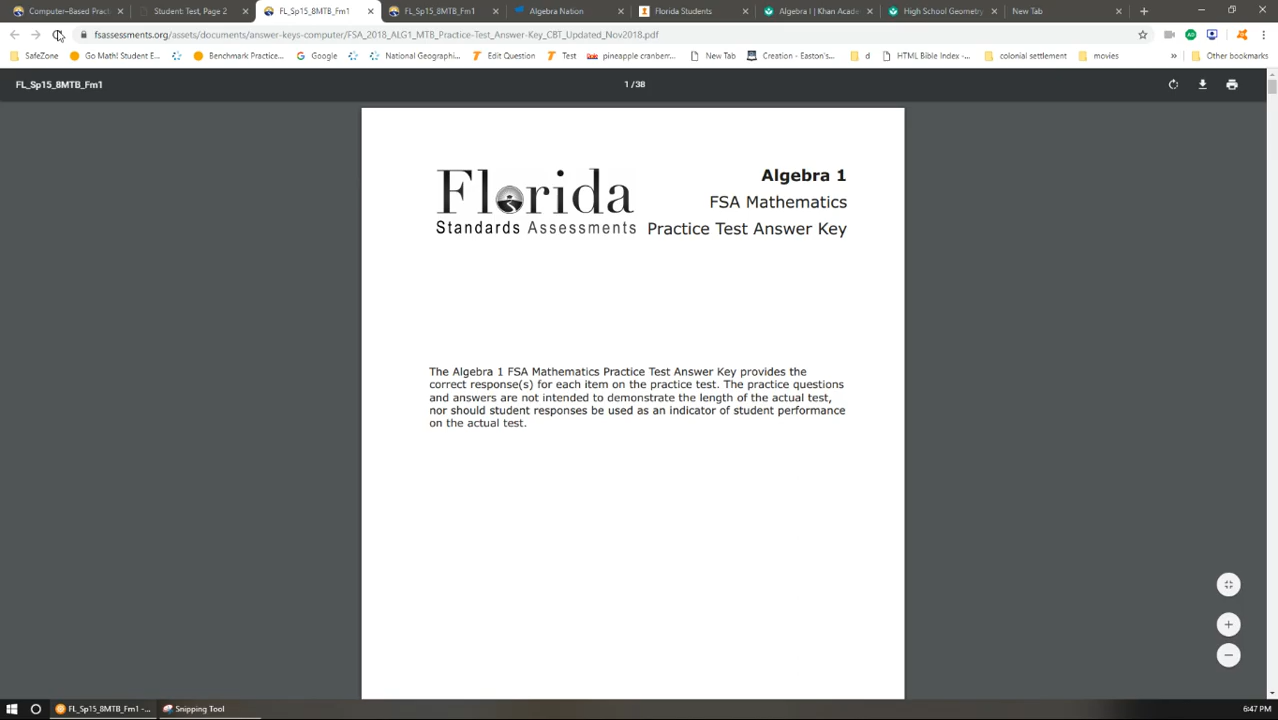 Computer-Based Pract
Student: Test, Page 2
FL_Sp15_8MTB_Fm1
FL_Sp15_8MTB_Fm1
Algebra Nation
Florida Students
Algebra I | Khan Acade
High School Geometry
New Tab
fsassessments.org/assets/documents/answer-keys-computer/FSA_2018_ALG1_MTB_Practice-Test_Answer-Key_CBT_Updated_Nov2018.pdf
SafeZone
Go Math! Student E...
Benchmark Practice...
Google
National Geographi...
Edit Question
Test
pineapple cranber...
New Tab
Creation - Easton's...
d
HTML Bible Index -...
colonial settlement
movies
»
Other bookmarks
FL_Sp15_8MTB_Fm1
1 / 38
Florida
Standards Assessments
Algebra 1
FSA Mathematics
Practice Test Answer Key
The Algebra 1 FSA Mathematics Practice Test Answer Key provides the
correct response(s) for each item on the practice test. The practice questions
and answers are not intended to demonstrate the length of the actual test,
nor should student responses be used as an indicator of student performance
on the actual test.
FL_Sp15_8MTB_Fm1 -...
Snipping Tool
6:47 PM